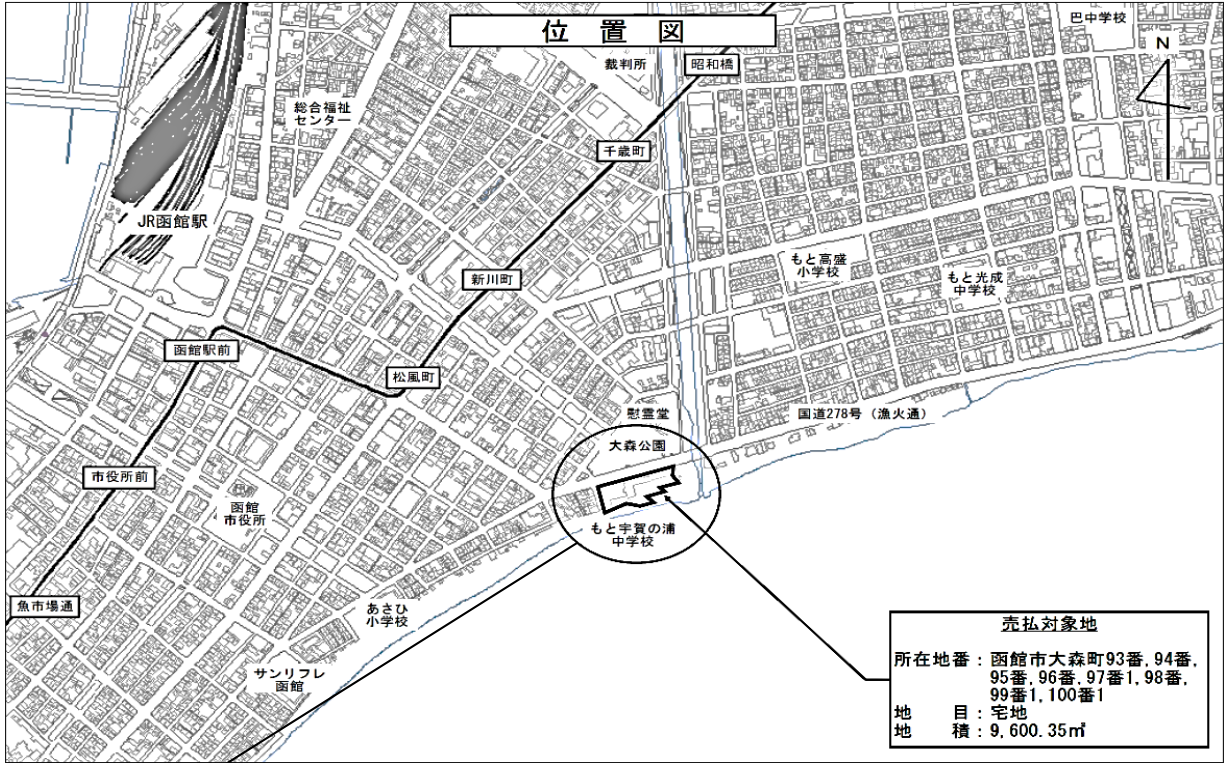 位 置 図
巴中学校
N
裁判所
昭和橋
総合福祉
センター
千歳町
JR函館駅
新川町
もと高盛
小学校
もと光成
中学校
函館駅前
松風町
慰霊堂
国道278号（漁火通）
大森公園
市役所前
函館
市役所
もと宇賀の浦
中学校
魚市場通
あさひ
小学校
サンリフレ
函館
売払対象地
所在地番：函館市大森町93番，94番，
95番，96番，97番1，98番，
99番1，100番1
地　　目：宅地
地　　積：9,600.35㎡